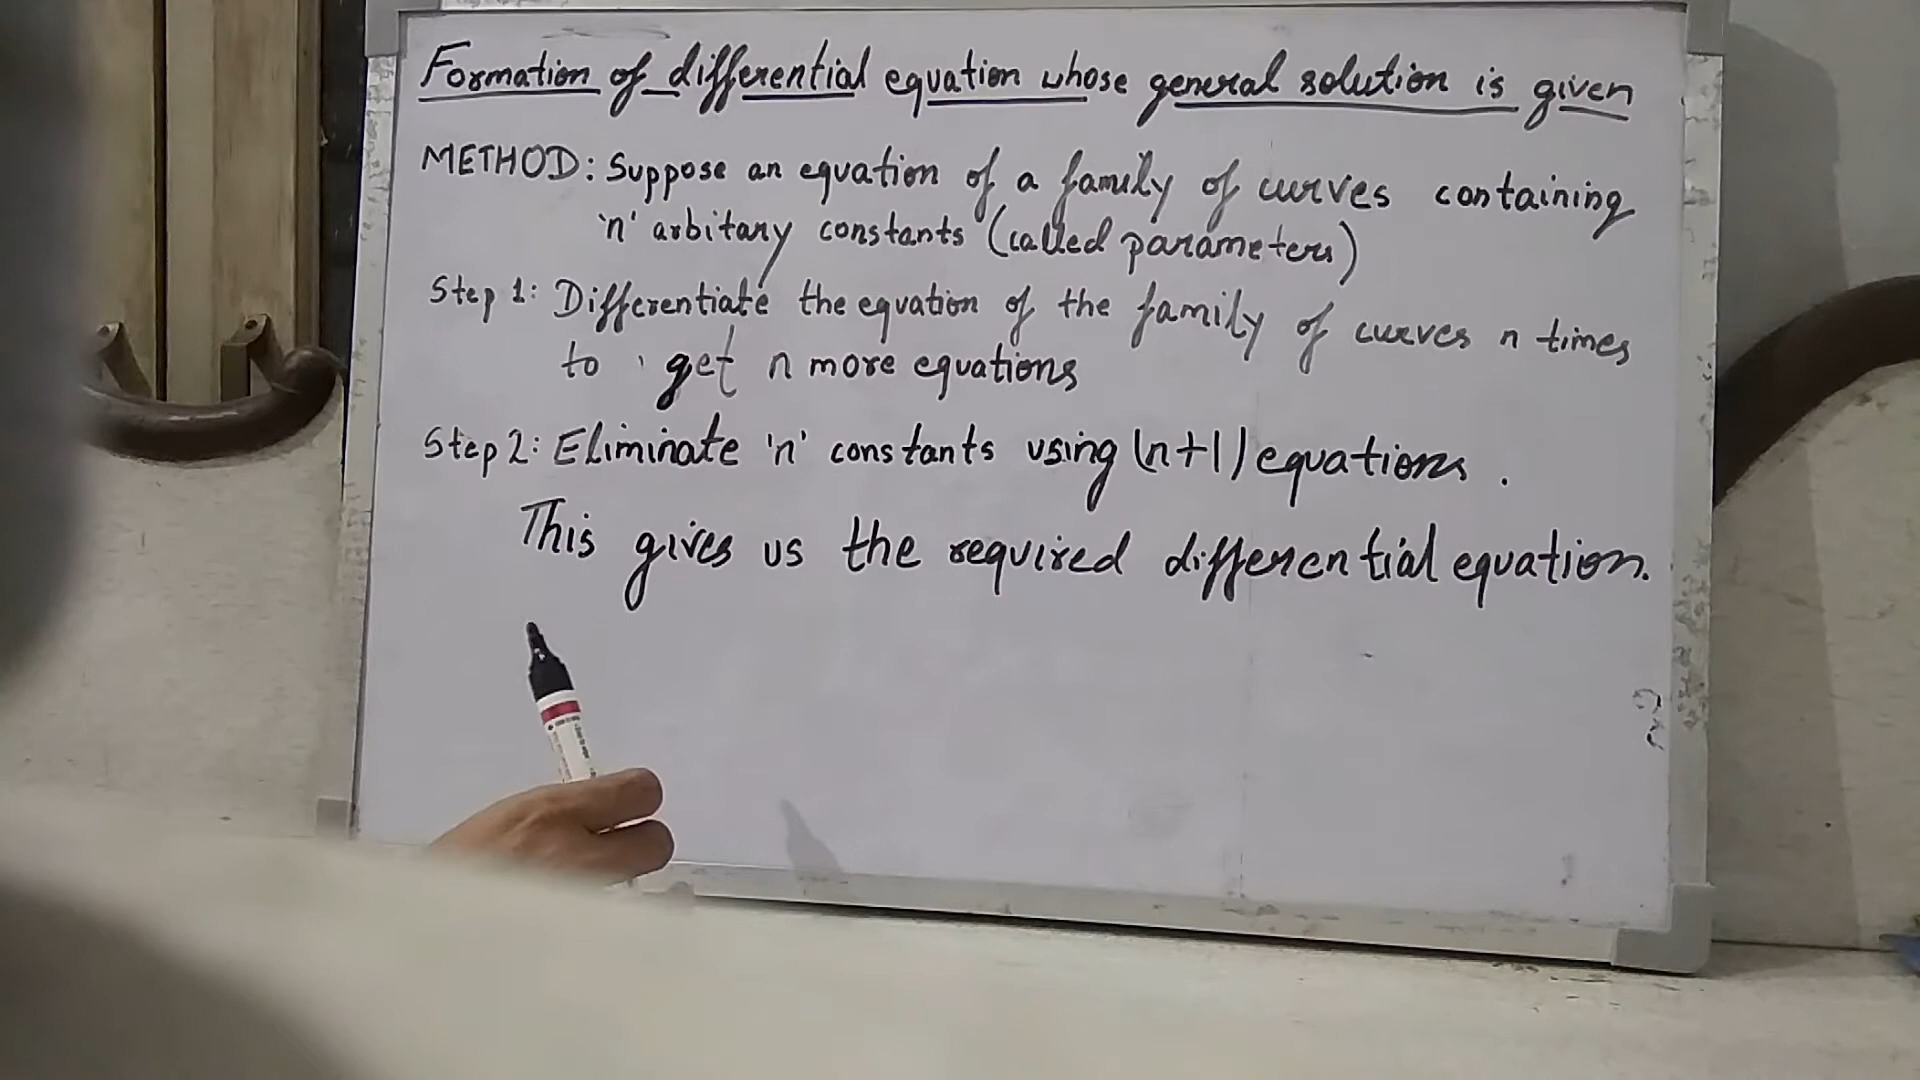 Formation of differential equation whose general solution is given
METHOD: Suppose an equation of a family of curves containing
'n' arbitary constants (called parameters)
Step 1: Differentiate the equation of the family of curves n times
to get n more equations
Step 2: Eliminate 'n' constants using (n+1) equations.
This gives us the required differential equation.